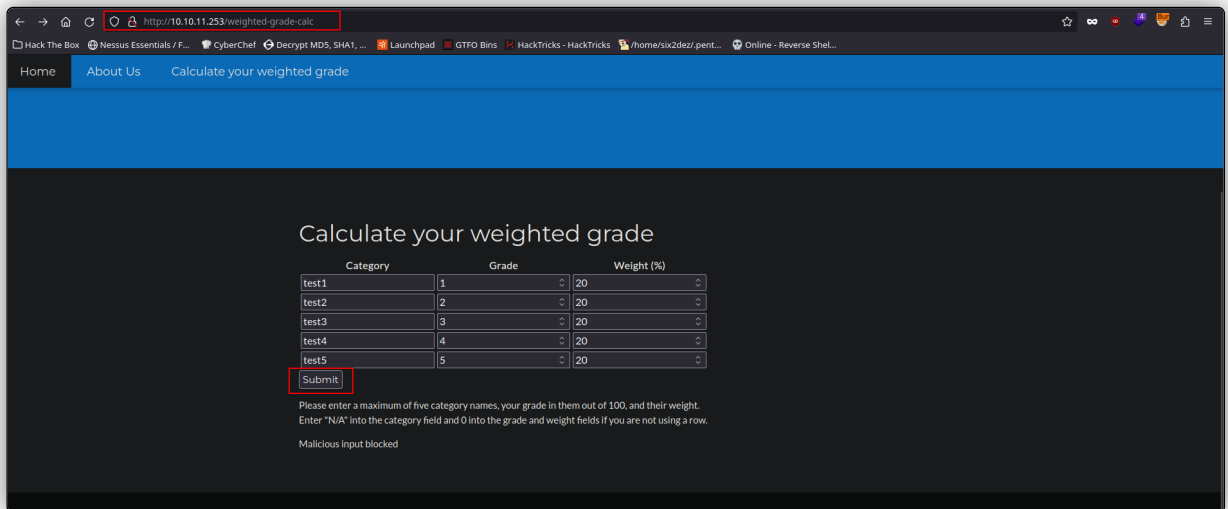 http://10.10.11.253/weighted-grade-calc
Hack The Box Nessus Essentials / F... CyberChef Decrypt MD5, SHA1, ... Launchpad GTFO Bins HackTricks - HackTricks /home/six2dez/.pent... Online - Reverse Shel...
Home About Us Calculate your weighted grade
Calculate your weighted grade
Category Grade Weight (%)
test1 1 20
test2 2 20
test3 3 20
test4 4 20
test5 5 20
Submit
Please enter a maximum of five category names, your grade in them out of 100, and their weight.
Enter "N/A" into the category field and 0 into the grade and weight fields if you are not using a row.
Malicious input blocked